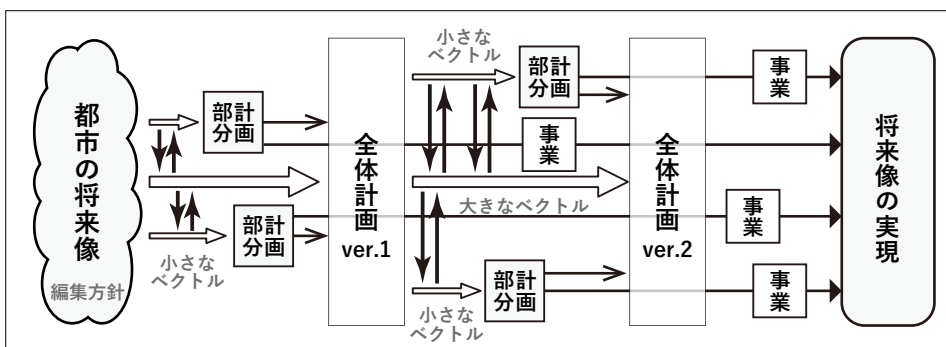 都市の将来像
編集方針
部分
計画
部分
計画
小さな
ベクトル
全体計画
ver.1
小さな
ベクトル
部分
計画
事業
大きなベクトル
小さな
ベクトル
部分
計画
全体計画
ver.2
事業
事業
事業
将来像の実現